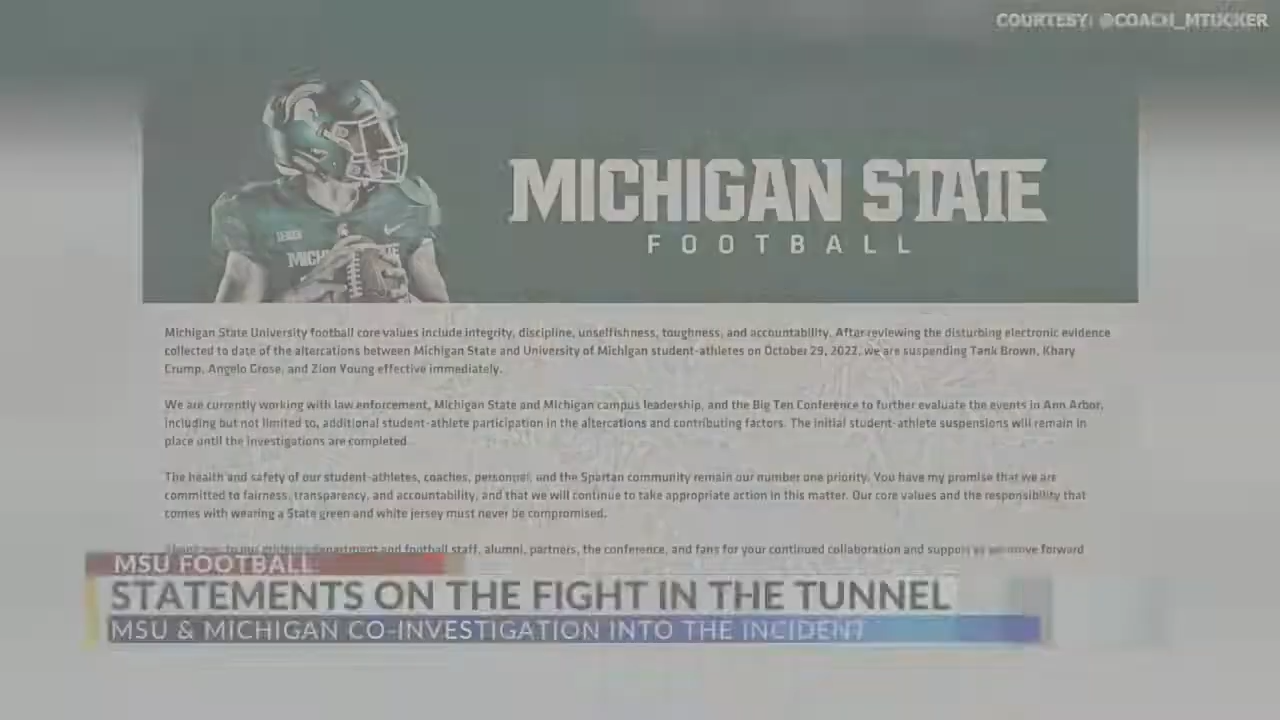 COURTESY: @COACH_MTUCKER
MICHIGAN STATE
FOOTBALL
Michigan State University football core values include integrity, discipline, unselfishness, toughness, and accountability. After reviewing the disturbing electronic evidence
collected to date of the altercations between Michigan State and University of Michigan student-athletes on October 29, 2022, we are suspending Tank Brown, Khary
Crump, Angelo Grose, and Zion Young effective immediately.
We are currently working with law enforcement, Michigan State and Michigan campus leadership, and the Big Ten Conference to further evaluate the events in Ann Arbor,
including but not limited to, additional student-athlete participation in the altercations and contributing factors. The initial student-athlete suspensions will remain in
place until the investigations are completed.
The health and safety of our student-athletes, coaches, personnel, and the Spartan community remain our number one priority. You have my promise that we are
committed to fairness, transparency, and accountability, and that we will continue to take appropriate action in this matter. Our core values and the responsibility that
comes with wearing a State green and white jersey must never be compromised.
department and football staff, alumni, partners, the conference, and fans for your continued collaboration and support as we move forward
MSU FOOTBALL
STATEMENTS ON THE FIGHT IN THE TUNNEL
MSU & MICHIGAN CO-INVESTIGATION INTO THE INCIDENT